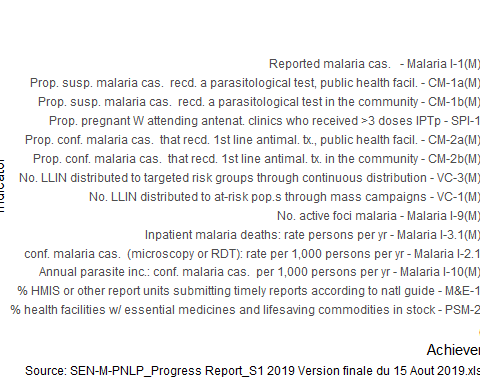 Reported malaria cas. - Malaria I-1(M)
Prop. susp. malaria cas. recd. a parasitological test, public health facil. - CM-1a(M)
Prop. susp. malaria cas. recd. a parasitological test in the community - CM-1b(M)
Prop. pregnant W attending antenat. clinics who received >3 doses IPTp - SPI-1
Prop. conf. malaria cas. that recd. 1st line antimal. tx., public health facil. - CM-2a(M)
Prop. conf. malaria cas. that recd. 1st line antimal. tx. in the community - CM-2b(M)
No. LLIN distributed to targeted risk groups through continuous distribution - VC-3(M)
No. LLIN distributed to at-risk pop.s through mass campaigns - VC-1(M)
No. active foci malaria - Malaria I-9(M)
Inpatient malaria deaths: rate persons per yr - Malaria I-3.1(M)
conf. malaria cas. (microscopy or RDT): rate per 1,000 persons per yr - Malaria I-2.1
Annual parasite inc.: conf. malaria cas. per 1,000 persons per yr - Malaria I-10(M)
% HMIS or other report units submitting timely reports according to natl guide - M&E-1
% health facilities w/ essential medicines and lifesaving commodities in stock - PSM-2
Indicator
Achieve
Source: SEN-M-PNLP_Progress Report_S1 2019 Version finale du 15 Aout 2019.xls